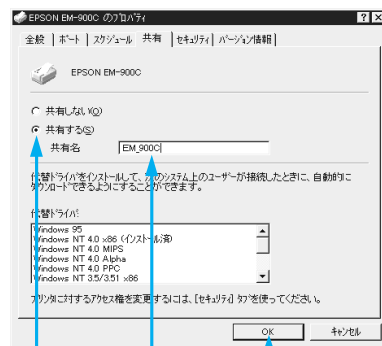 EPSON EM-900C のプロパティ
? ×
全般 ポート スケジュール 共有 セキュリティ バージョン情報
EPSON EM-900C
共有しない(O)
共有する(S)
共有名 EM_900C
代替ドライバをインストールして、次のシステム上のユーザーが接続したときに、自動的に
ダウンロードできるようにすることができます。
代替ドライバ:
Windows 95
Windows NT 4.0 x86 (インストール済)
Windows NT 4.0 MIPS
Windows NT 4.0 Alpha
Windows NT 4.0 PPC
Windows NT 3.5/3.51 x86
プリンタに対するアクセス権を変更するには、[セキュリティ] タブを使ってください。
OK キャンセル